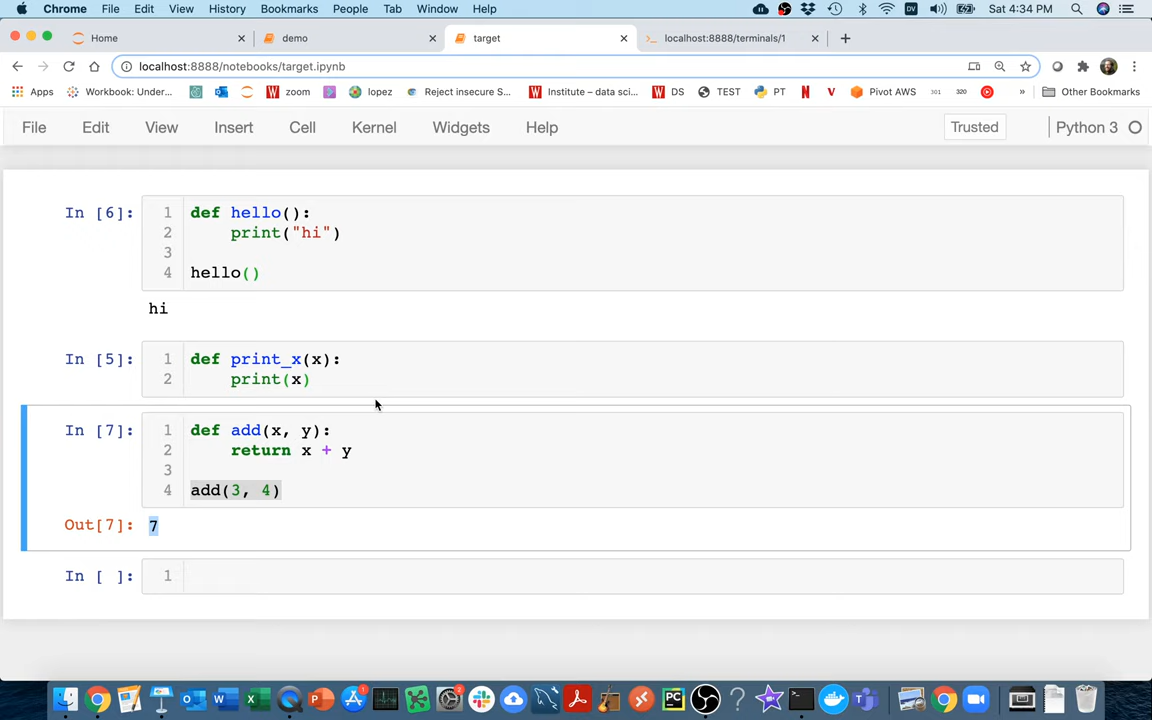 Chrome File Edit View History Bookmarks People Tab Window Help Sat 4:34 PM
Home demo target localhost:8888/terminals/1
localhost:8888/notebooks/target.ipynb
Apps Workbook: Under... zoom lopez Reject insecure S... Institute – data sci... DS TEST PT Pivot AWS » Other Bookmarks
File Edit View Insert Cell Kernel Widgets Help Trusted Python 3
In [6]: 1 def hello():
2 print("hi")
3
4 hello()
hi
In [5]: 1 def print_x(x):
2 print(x)
In [7]: 1 def add(x, y):
2 return x + y
3
4 add(3, 4)
Out[7]: 7
In [ ]: 1